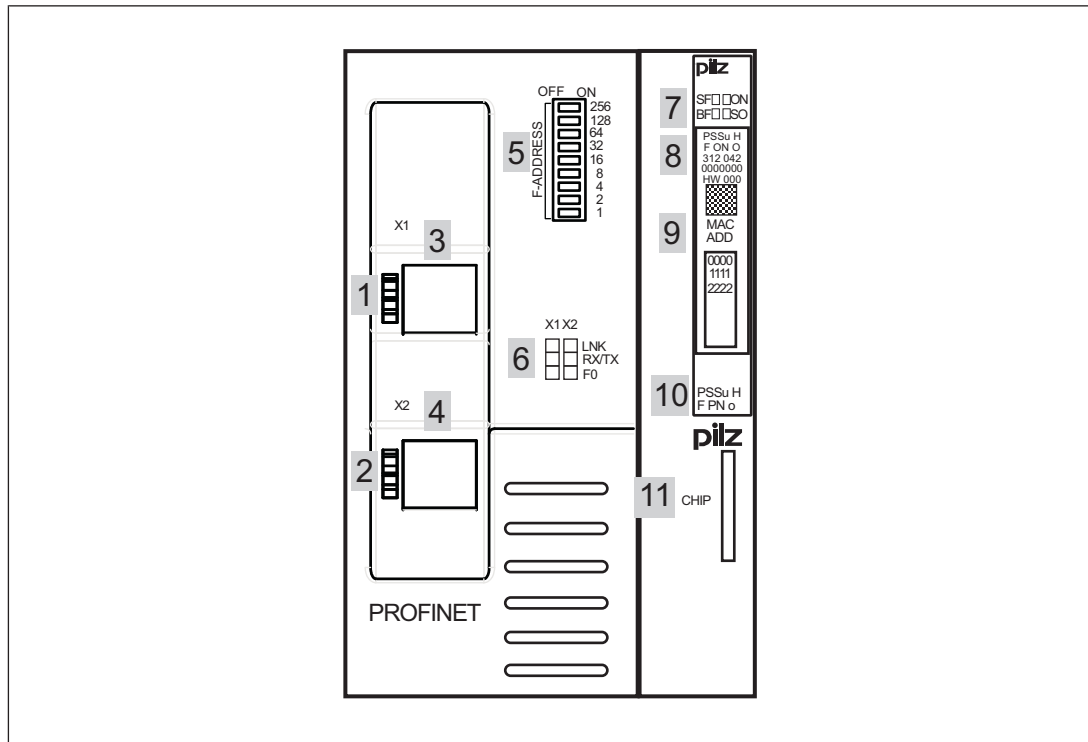 OFF ON
256
128
64
32
16
8
4
2
1
F-ADDRESS
5
X1
3
1
X1 X2
LNK
RX/TX
F0
6
X2
4
2
PROFINET
pilz
7
SF ON
BF SO
8
PSSu H
F ON O
312 042
0000000
HW 000
9
MAC
ADD
0000
1111
2222
10
PSSu H
F PN o
pilz
11
CHIP